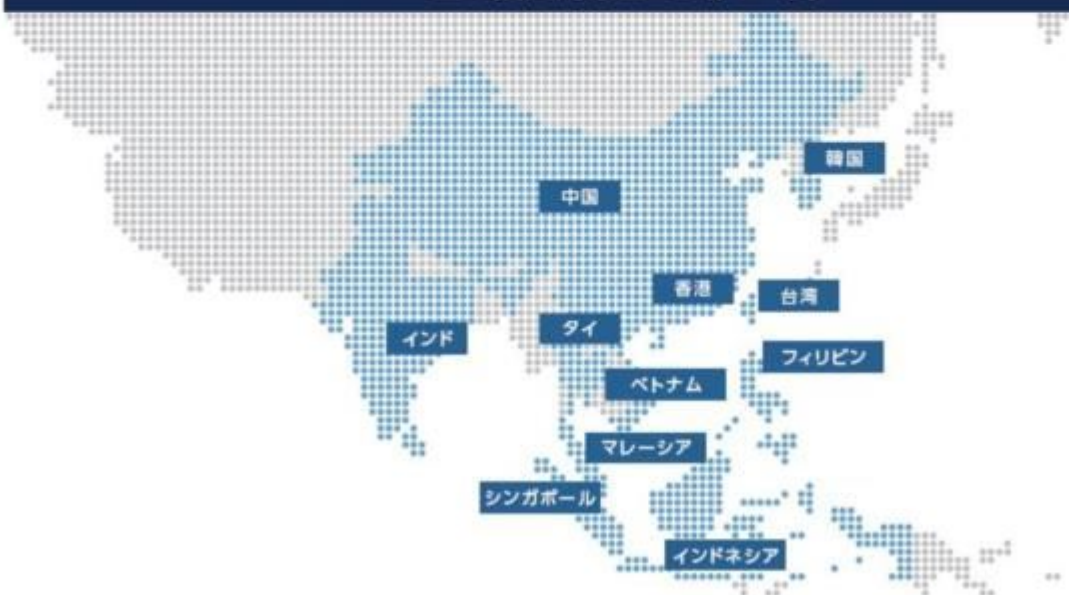 韓国
中国
香港
台湾
インド
タイ
フィリピン
ベトナム
マレーシア
シンガポール
インドネシア